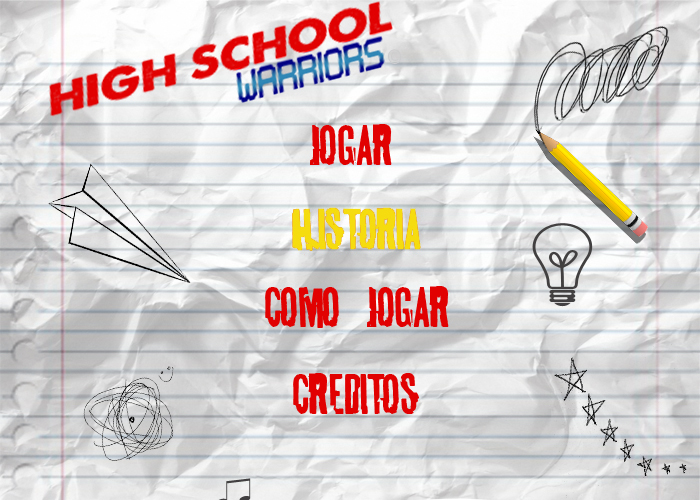 HIGH SCHOOL
WARRIORS
JOGAR
HISTORIA
COMO JOGAR
CREDITOS